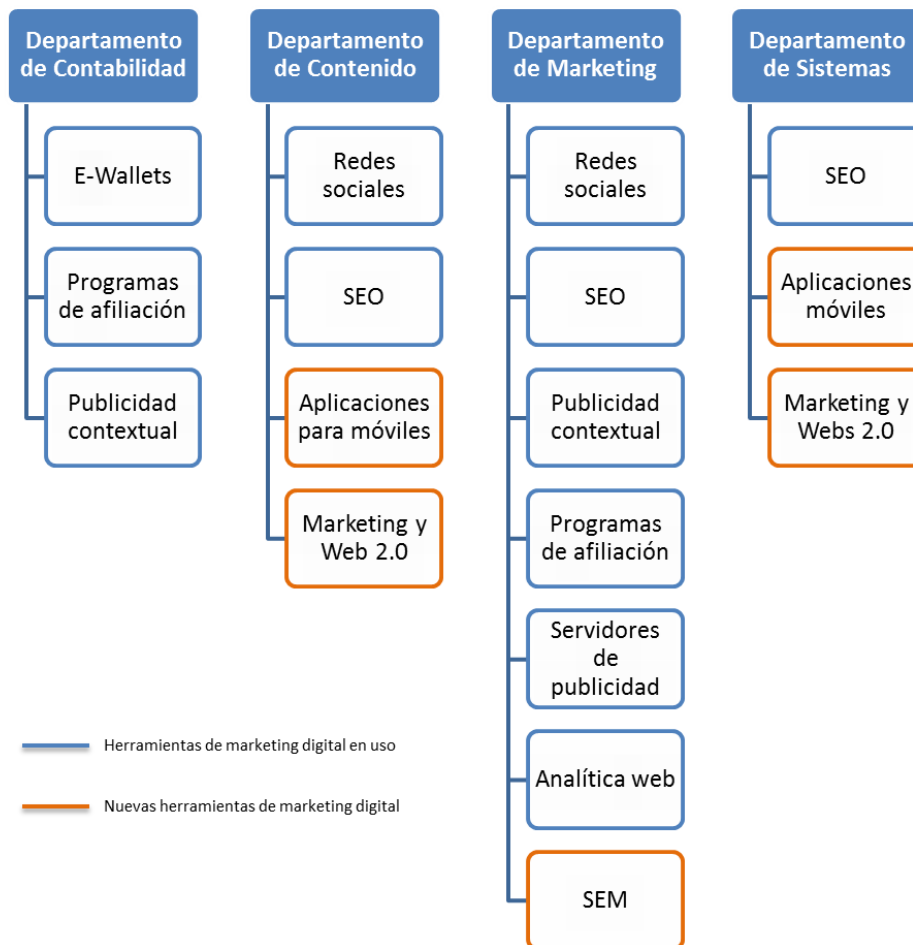 Departamento
de Contabilidad
E-Wallets
Programas
de afiliación
Publicidad
contextual
Departamento
de Contenido
Redes
sociales
SEO
Aplicaciones
para móviles
Marketing y
Web 2.0
Departamento
de Marketing
Redes
sociales
SEO
Publicidad
contextual
Programas
de afiliación
Servidores
de
publicidad
Analítica web
SEM
Departamento
de Sistemas
SEO
Aplicaciones
móviles
Marketing y
Webs 2.0
Herramientas de marketing digital en uso
Nuevas herramientas de marketing digital